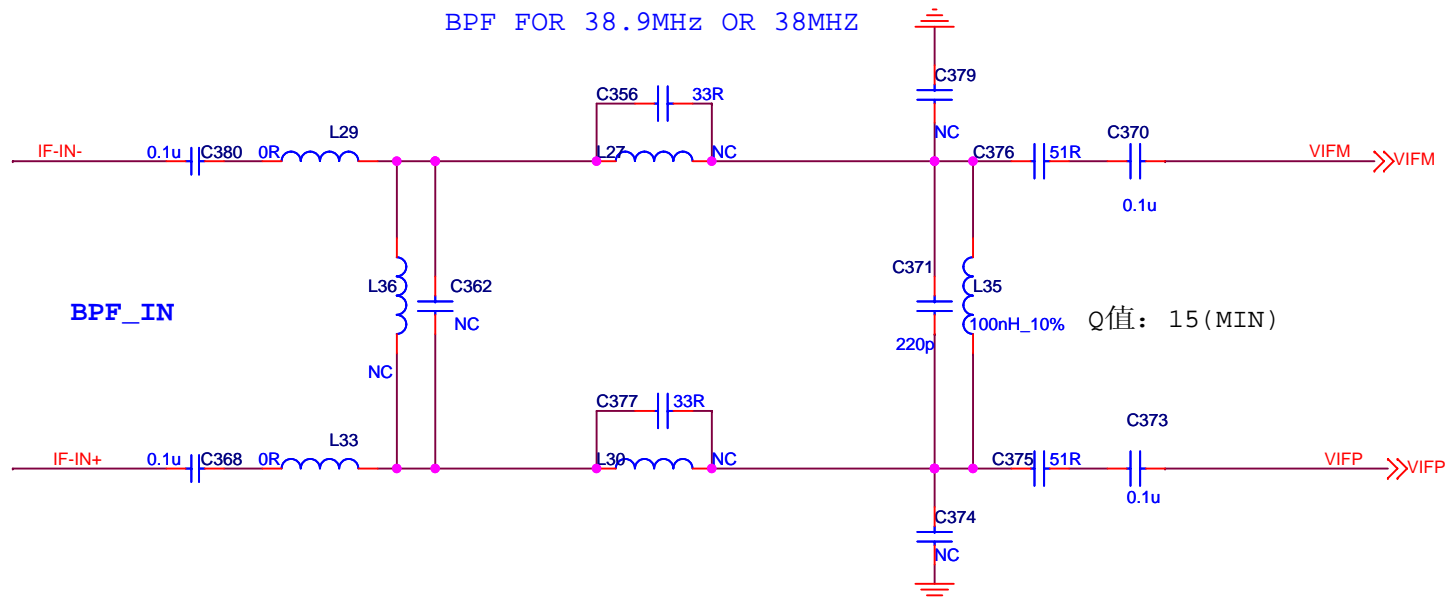 BPF FOR 38.9MHz OR 38MHZ
C379
NC
C356 33R
L29
L27 NC
IF-IN- 0.1u C380 0R
C376 51R
C370
0.1u
VIFM VIFM
BPF_IN
L36
NC
C362
NC
C371
220p
L35
100nH_10%
Q值: 15(MIN)
C377 33R
L33
L30 NC
IF-IN+ 0.1u C368 0R
C375 51R
C373
0.1u
VIFP VIFP
C374
NC